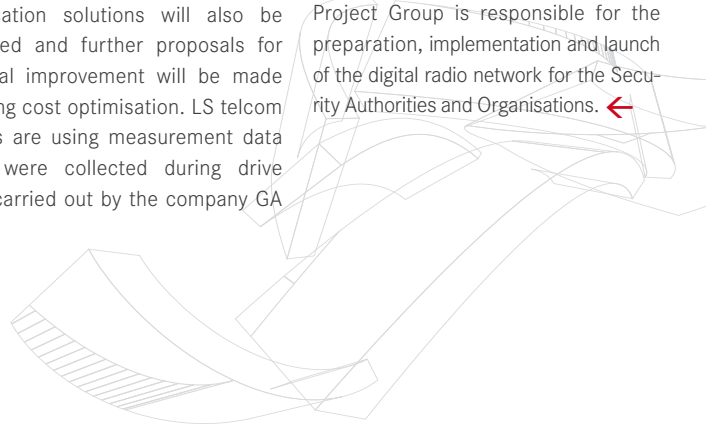 ation solutions will also be
ed and further proposals for
al improvement will be made
ng cost optimisation. LS telcom
s are using measurement data
were collected during drive
carried out by the company GA
Project Group is responsible for the
preparation, implementation and launch
of the digital radio network for the Secu-
rity Authorities and Organisations.